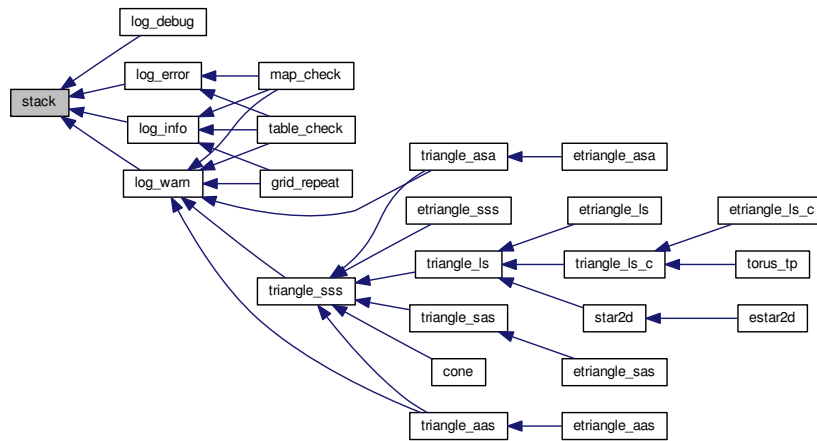 log_debug
log_error
map_check
stack
log_info
table_check
triangle_asa
etriangle_asa
log_warn
grid_repeat
etriangle_sss
etriangle_ls
etriangle_ls_c
triangle_ls
triangle_ls_c
torus_tp
triangle_sss
triangle_sas
star2d
estar2d
cone
etriangle_sas
triangle_aas
etriangle_aas